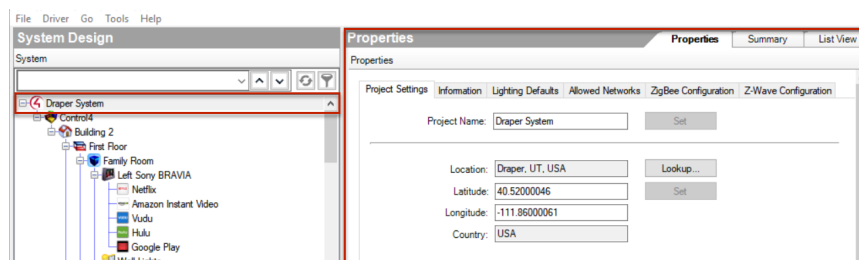 File Driver Go Tools Help
System Design
System
Draper System
Control4
Building 2
First Floor
Family Room
Left Sony BRAVIA
Netflix
Amazon Instant Video
Vudu
Hulu
Google Play
Properties
Properties Summary List View
Properties
Project Settings Information Lighting Defaults Allowed Networks ZigBee Configuration Z-Wave Configuration
Project Name: Draper System Set
Location: Draper, UT, USA Lookup...
Latitude: 40.52000046 Set
Longitude: -111.86000061
Country: USA